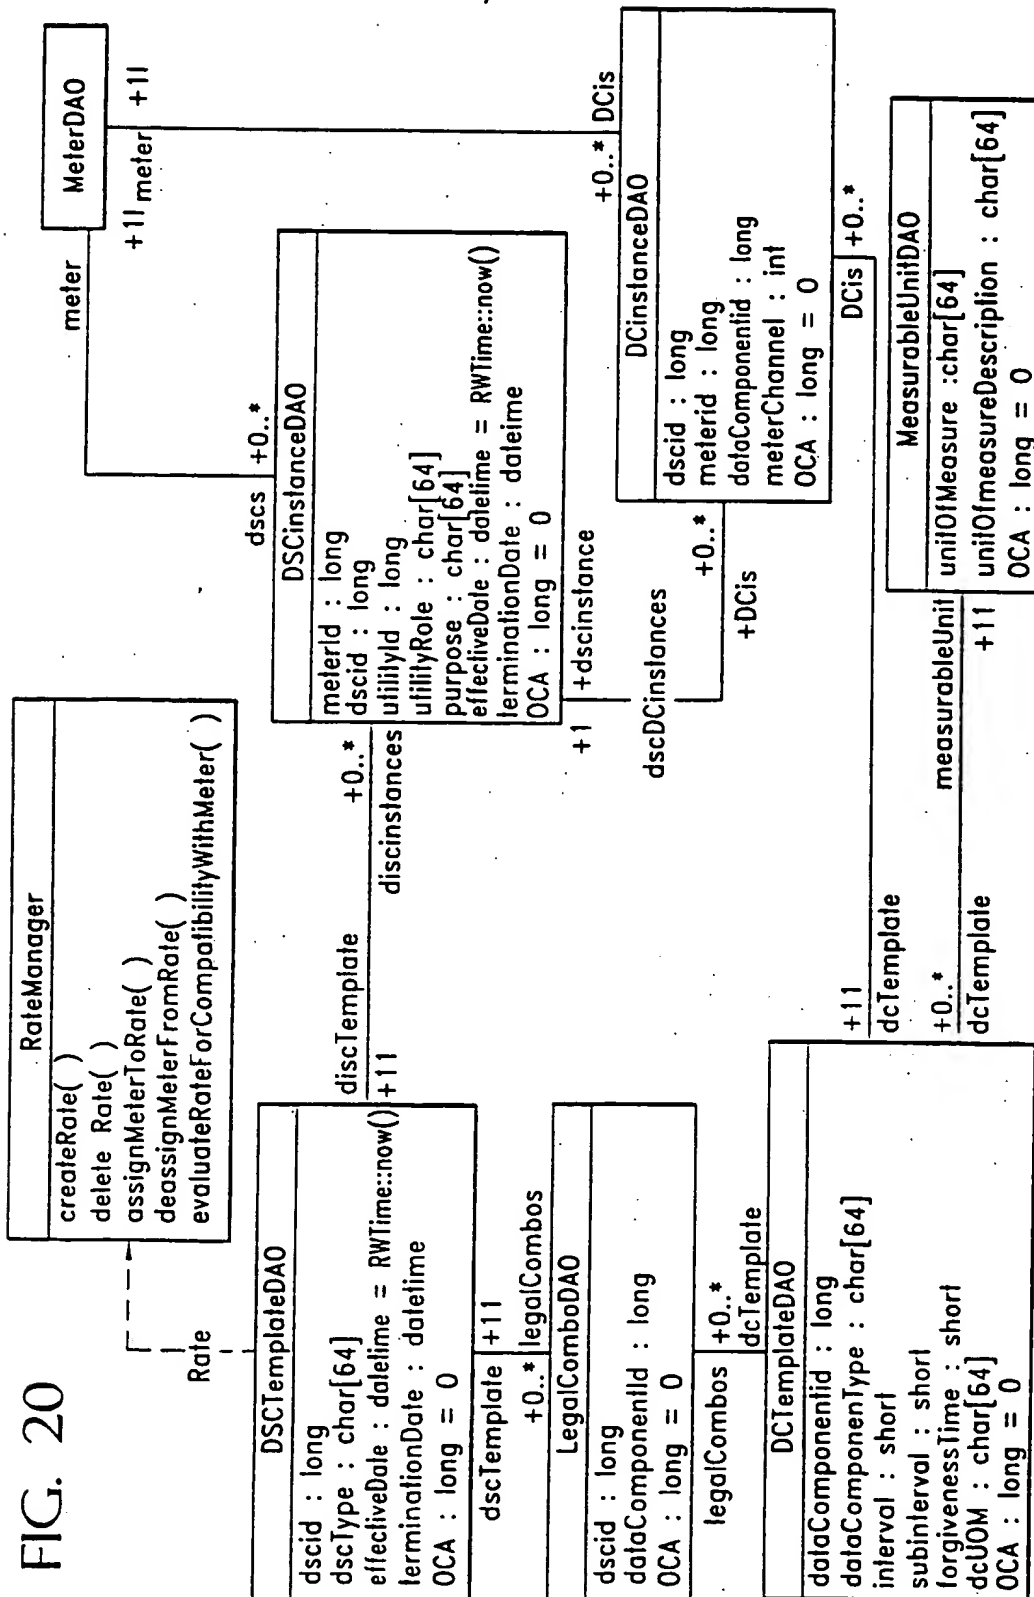 FIG. 20
RateManager
createRate( )
delete Rate( )
assignMeterToRate( )
deassignMeterFromRate( )
evaluateRateForCompatibilityWithMeter( )
Rate
MeterDAO
meter
+1l meter +1l
dscs
+0..*
+0..* DCis
DSCTemplateDAO
dscid : long
dscType : char[64]
effectiveDate : datetime = RWTime::now()
terminationDate : datetime
OCA : long = 0
discTemplate
+11
+0..*
discinstances
DSCinstanceDAO
meterId : long
dscid : long
utilityId : long
utilityRole : char[64]
purpose : char[64]
effectiveDate : datetime = RWTime::now()
terminationDate : dateime
OCA : long = 0
+1 +dscinstance
dscDCinstances
+0..*
+DCis
DCinstanceDAO
dscid : long
meterid : long
dataComponentid : long
meterChannel : int
OCA : long = 0
DCis +0..*
dscTemplate +11
+0..* legalCombos
LegalComboDAO
dscid : long
dataComponentId : long
OCA : long = 0
legalCombos +0..*
dcTemplate
DCTemplateDAO
dataComponentid : long
dataComponenType : char[64]
interval : short
subinterval : short
forgivenessTime : short
dcUOM : char[64]
OCA : long = 0
+11
dcTemplate
+0..*
dcTemplate
measurableUnit
+11
MeasurableUnitDAO
unitOfMeasure :char[64]
unitOfmeasureDescription : char[64]
OCA : long = 0